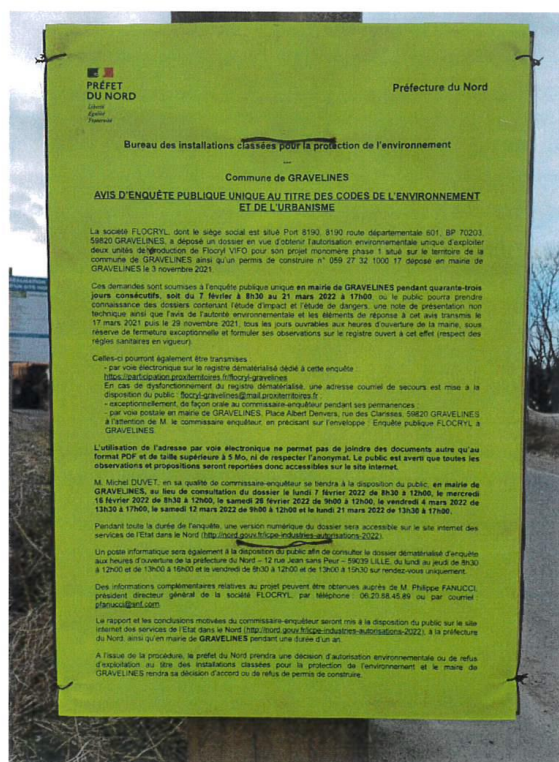 PRÉFET
DU NORD
Liberté
Égalité
Fraternité
Préfecture du Nord
Bureau des installations classées pour la protection de l'environnement
---
Commune de GRAVELINES
AVIS D'ENQUÊTE PUBLIQUE UNIQUE AU TITRE DES CODES DE L'ENVIRONNEMENT
ET DE L'URBANISME
La société FLOCRYL, dont le siège social est situé Port 8190, 8190 route départementale 601, BP 70203,
59820 GRAVELINES, a déposé un dossier en vue d'obtenir l'autorisation environnementale unique d'exploiter
deux unités de production de Flocryl VIFO pour son projet monomère phase 1 situé sur le territoire de la
commune de GRAVELINES ainsi qu'un permis de construire n° 059 27 32 1000 17 déposé en mairie de
GRAVELINES le 3 novembre 2021.
Ces demandes sont soumises à l'enquête publique unique en mairie de GRAVELINES pendant quarante-trois
jours consécutifs, soit du 7 février à 8h30 au 21 mars 2022 à 17h00 où le public pourra prendre
connaissance des dossiers contenant l'étude d'impact et l'étude de dangers, une note de présentation non
technique ainsi que l'avis de l'autorité environnementale et les éléments de réponse à cet avis transmis le
17 mars 2021 puis le 29 novembre 2021, tous les jours ouvrables aux heures d'ouverture de la mairie, sous
réserve de fermeture exceptionnelle et formuler ses observations sur le registre ouvert à cet effet (respect des
règles sanitaires en vigueur).
Celles-ci pourront également être transmises :
- par voie électronique sur le registre dématérialisé dédié à cette enquête
https://participation.proxiterritoires.fr/flocryl-gravelines
En cas de dysfonctionnement du registre dématérialisé, une adresse courriel de secours est mise à la
disposition du public : flocryl-gravelines@mail.proxiterritoires.fr ;
- exceptionnellement, de façon orale au commissaire-enquêteur pendant ses permanences ;
- par voie postale en mairie de GRAVELINES, Place Albert Denvers, rue des Clarisses, 59820 GRAVELINES
à l'attention de M. le commissaire enquêteur, en précisant sur l'enveloppe : Enquête publique FLOCRYL à
GRAVELINES.
L'utilisation de l'adresse par voie électronique ne permet pas de joindre des documents autre qu'au
format PDF et de taille supérieure à 5 Mo, ni de respecter l'anonymat. Le public est averti que toutes les
observations et propositions seront reportées donc accessibles sur le site internet.
M. Michel DUVET, en sa qualité de commissaire-enquêteur se tiendra à la disposition du public, en mairie de
GRAVELINES, au lieu de consultation du dossier le lundi 7 février 2022 de 8h30 à 12h00, le mercredi
16 février 2022 de 8h30 à 12h00, le samedi 26 février 2022 de 9h00 à 12h00, le vendredi 4 mars 2022 de
13h30 à 17h00, le samedi 12 mars 2022 de 9h00 à 12h00 et le lundi 21 mars 2022 de 13h30 à 17h00.
Pendant toute la durée de l'enquête, une version numérique du dossier sera accessible sur le site internet des
services de l'Etat dans le Nord (http://nord.gouv.fr/icpe-industries-autorisations-2022).
Un poste informatique sera également à la disposition du public afin de consulter le dossier dématérialisé d'enquête
aux heures d'ouverture de la préfecture du Nord – 12 rue Jean sans Peur – 59039 LILLE, du lundi au jeudi de 8h30
à 12h00 et de 13h00 à 16h00 et le vendredi de 8h30 à 12h00 et de 13h00 à 15h30 sur rendez-vous uniquement.
Des informations complémentaires relatives au projet peuvent être obtenues auprès de M. Philippe FANUCCI,
président directeur général de la société FLOCRYL, par téléphone : 06.20.68.45.89 ou par courriel :
pfanucci@snf.com.
Le rapport et les conclusions motivées du commissaire-enquêteur seront mis à la disposition du public sur le site
internet des services de l'Etat dans le Nord (http://nord.gouv.fr/icpe-industries-autorisations-2022), à la préfecture
du Nord, ainsi qu'en mairie de GRAVELINES pendant une durée d'un an.
A l'issue de la procédure, le préfet du Nord prendra une décision d'autorisation environnementale ou de refus
d'exploitation au titre des installations classées pour la protection de l'environnement et le maire de
GRAVELINES rendra sa décision d'accord ou de refus de permis de construire.